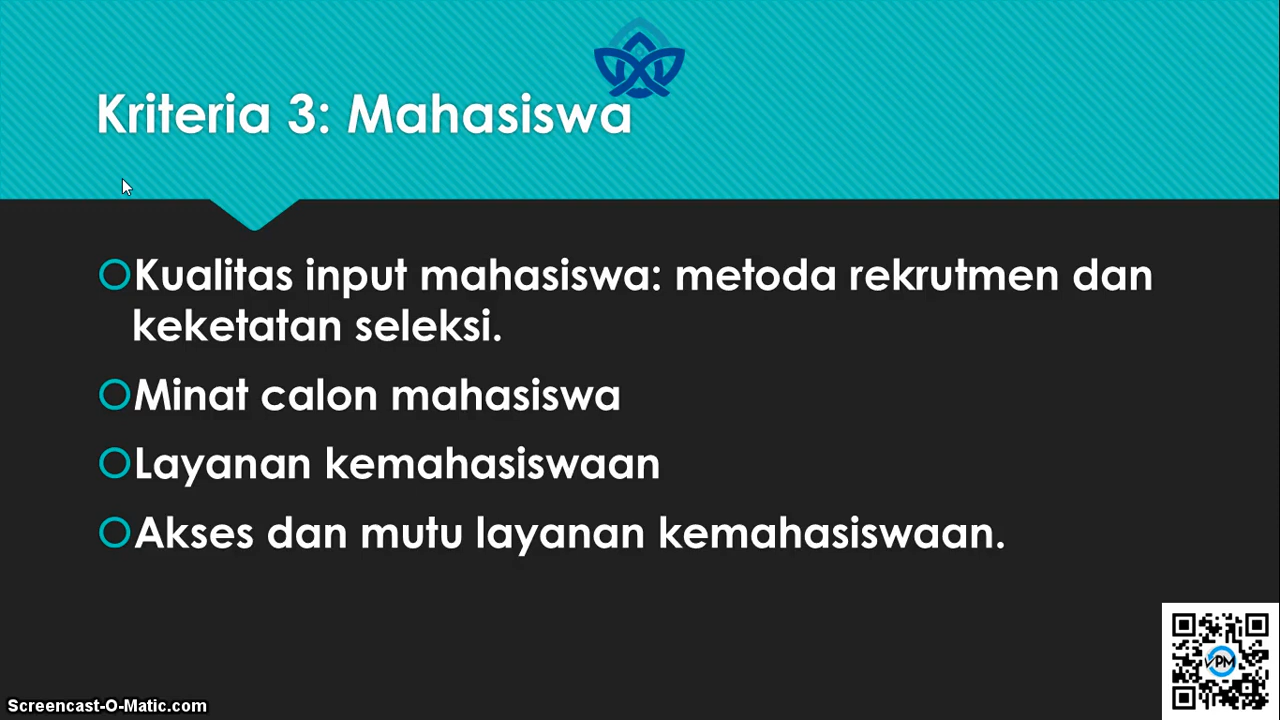 Kriteria 3: Mahasiswa
Kualitas input mahasiswa: metoda rekrutmen dan
keketatan seleksi.
Minat calon mahasiswa
Layanan kemahasiswaan
Akses dan mutu layanan kemahasiswaan.
VPM
Screencast-O-Matic.com